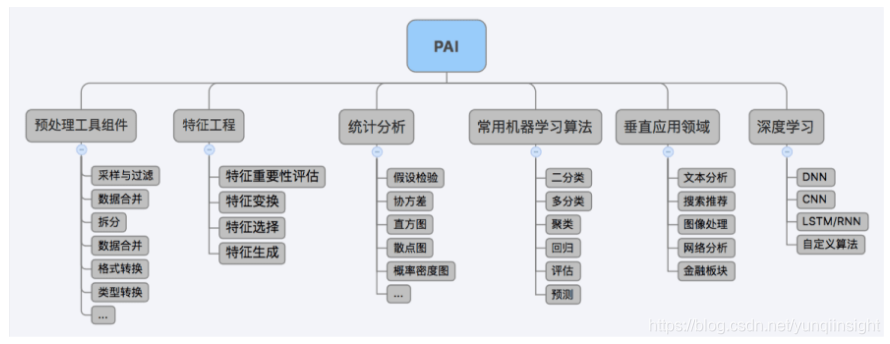 PAI
预处理工具组件
采样与过滤
数据合并
拆分
数据合并
格式转换
类型转换
...
特征工程
特征重要性评估
特征变换
特征选择
特征生成
统计分析
假设检验
协方差
直方图
散点图
概率密度图
...
常用机器学习算法
二分类
多分类
聚类
回归
评估
预测
垂直应用领域
文本分析
搜索推荐
图像处理
网络分析
金融板块
深度学习
DNN
CNN
LSTM/RNN
自定义算法
https://blog.csdn.net/yunqiinsight